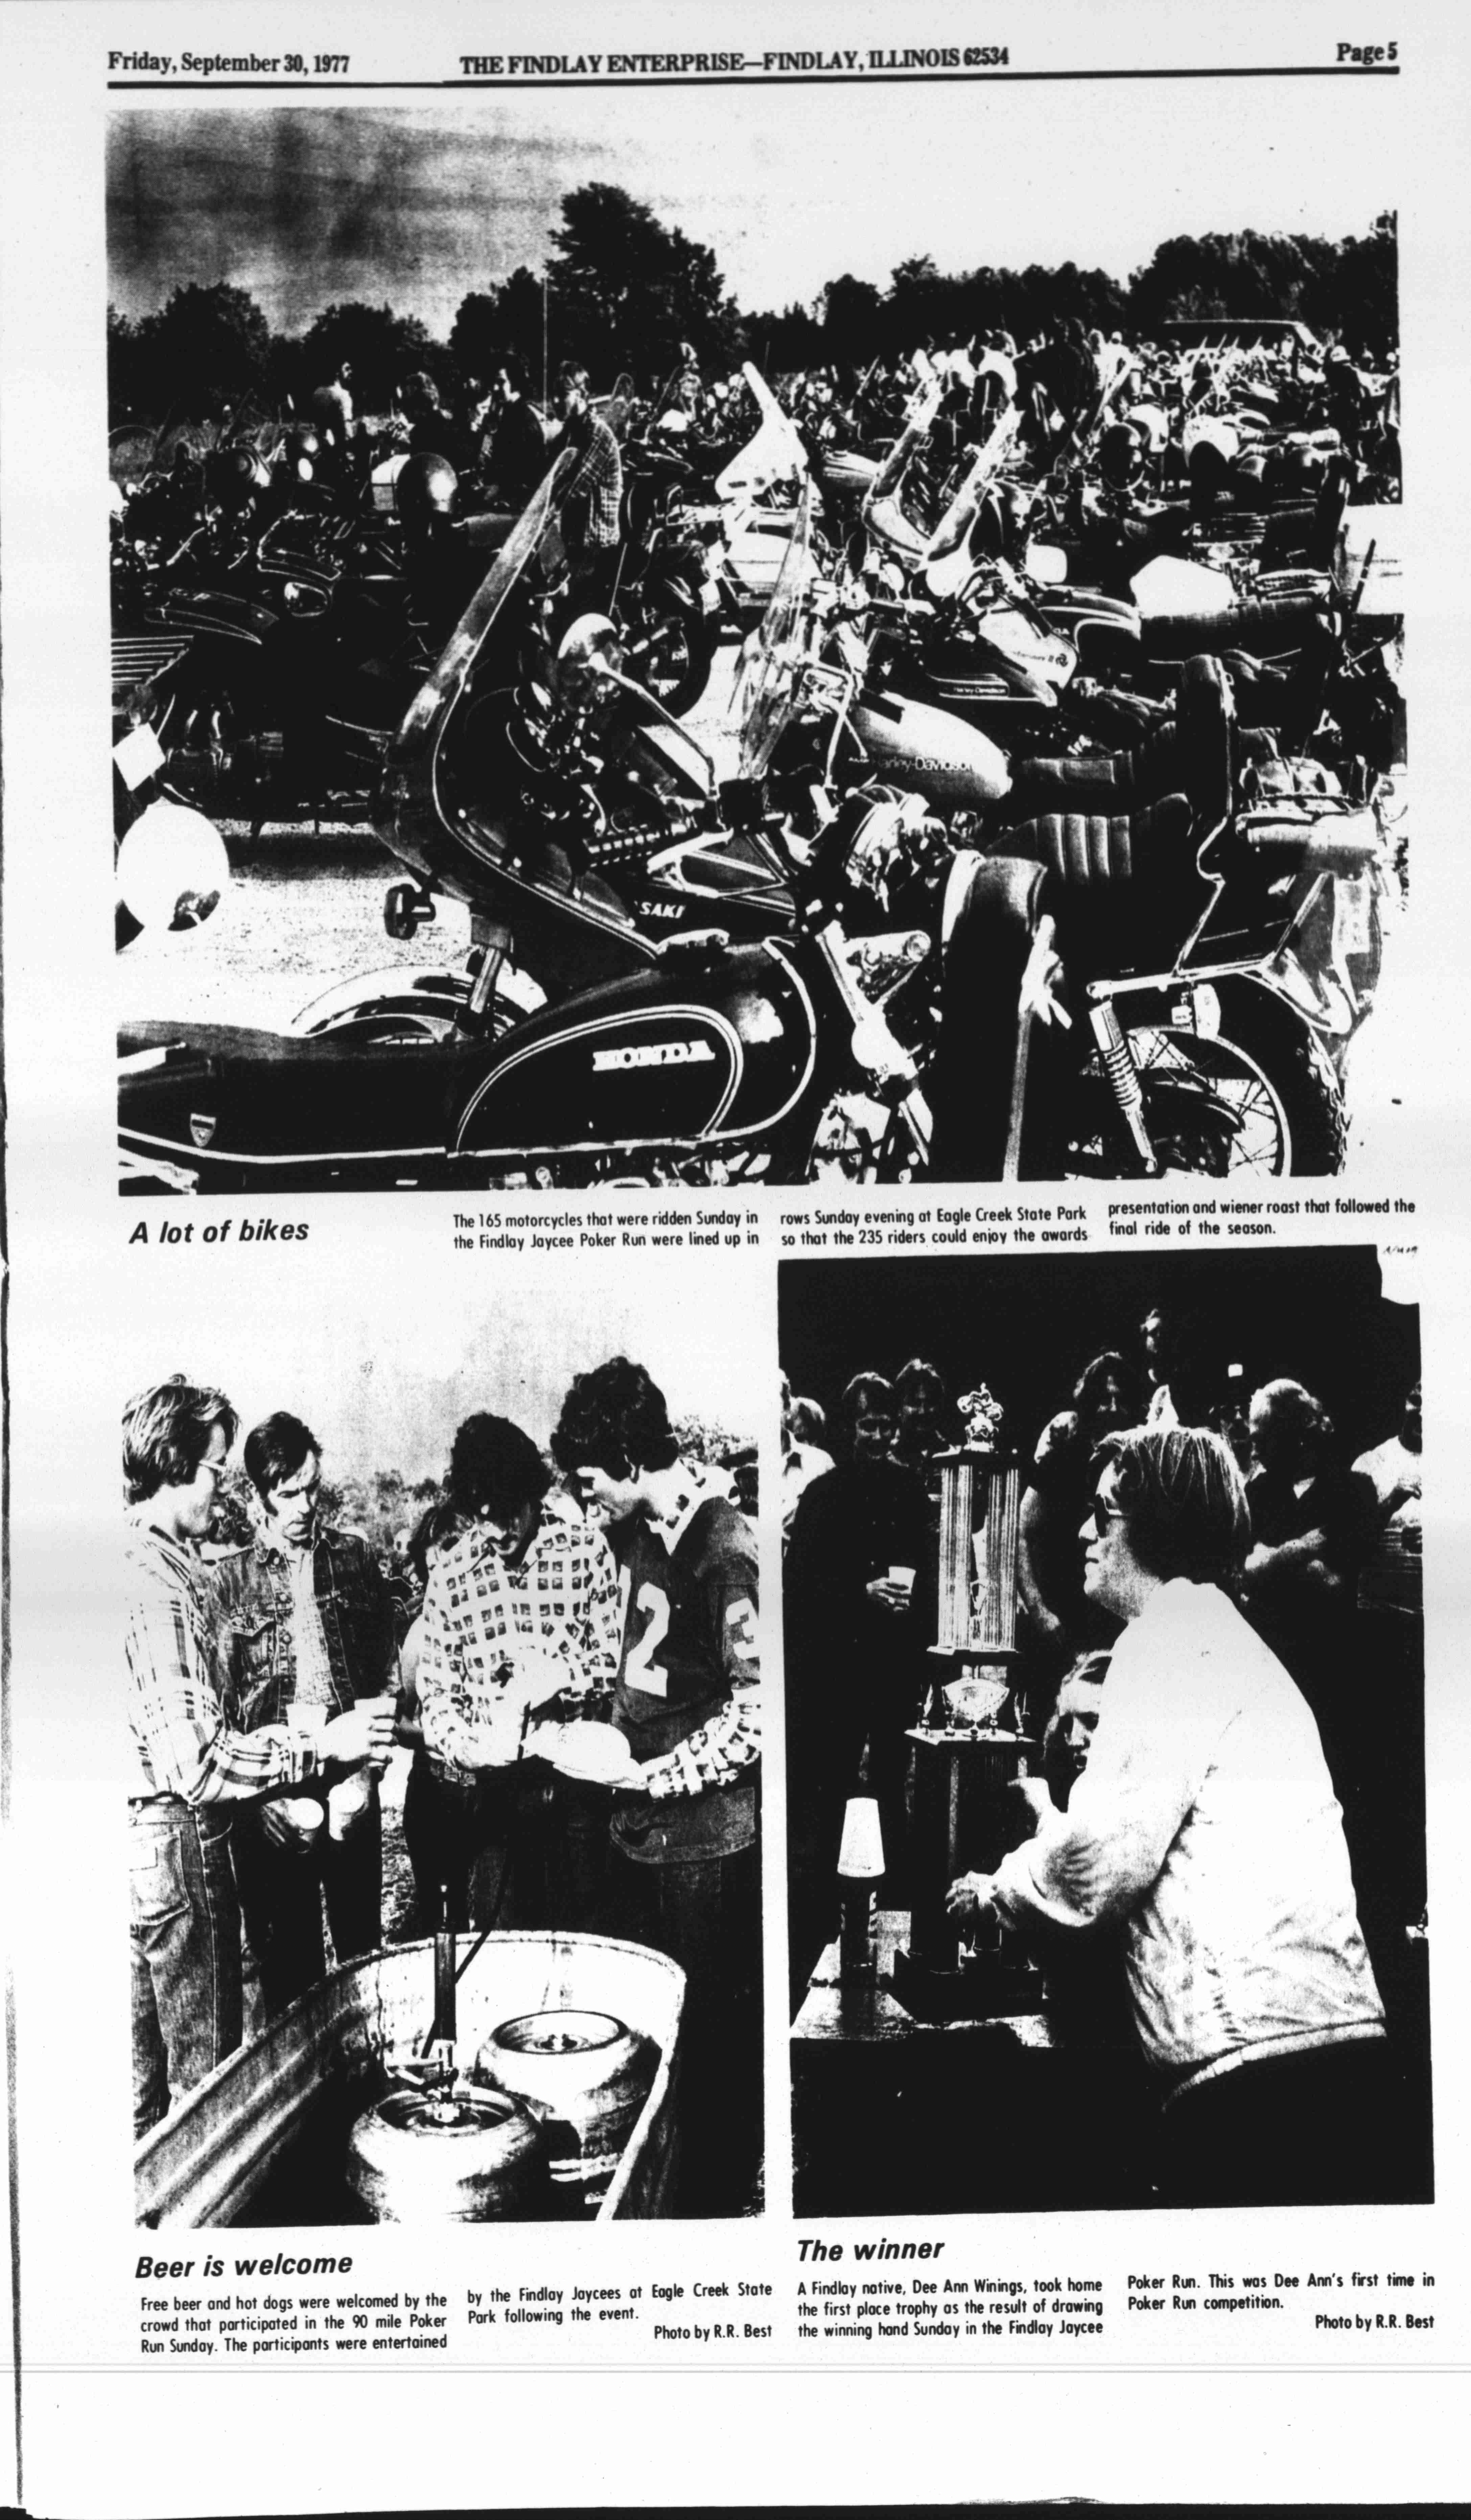 Friday, September 30, 1977
THE FINDLAY ENTERPRISE—FINDLAY, ILLINOIS 62534
Page 5
Harley-Davidson
Harley-Davidson
SAKI
HONDA
A lot of bikes
The 165 motorcycles that were ridden Sunday in
the Findlay Jaycee Poker Run were lined up in
rows Sunday evening at Eagle Creek State Park
so that the 235 riders could enjoy the awards
presentation and wiener roast that followed the
final ride of the season.
2
3
Beer is welcome
Free beer and hot dogs were welcomed by the
crowd that participated in the 90 mile Poker
Run Sunday. The participants were entertained
by the Findlay Jaycees at Eagle Creek State
Park following the event.
Photo by R.R. Best
The winner
A Findlay native, Dee Ann Winings, took home
the first place trophy as the result of drawing
the winning hand Sunday in the Findlay Jaycee
Poker Run. This was Dee Ann's first time in
Poker Run competition.
Photo by R.R. Best